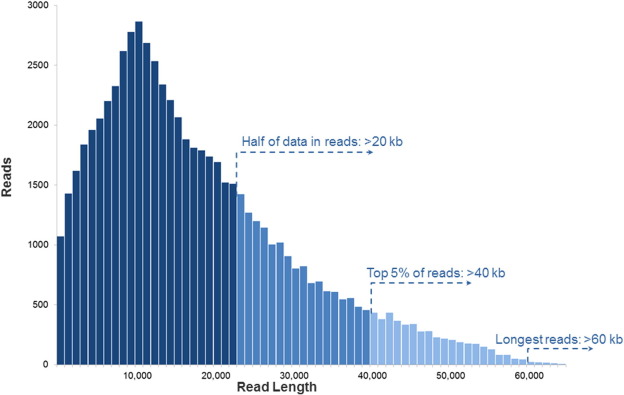 3000
2500
2000
1500
1000
500
0
Reads
Half of data in reads: >20 kb
Top 5% of reads: >40 kb
Longest reads: >60 kb
10,000
20,000
30,000
40,000
50,000
60,000
Read Length